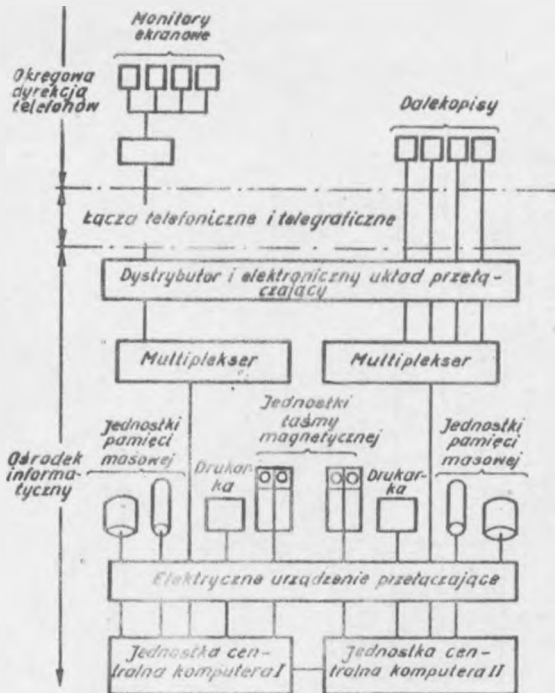 Monitory
ekranowe
Okręgowa
dyrekcja
telefonów
Dalekopisy
Łącza telefoniczne i telegraficzne
Dystrybutor i elektroniczny układ przełą-
czający
Multiplekser
Multiplekser
Jednostki
pamięci
masowej
Jednostki
taśmy
magnetycznej
Jednostki
pamięci
masowej
Ośrodek
informa-
tyczny
Drukar-
ka
Drukar-
ka
Elektryczne urządzenie przełączające
Jednostka cen-
tralna komputera I
Jednostka cen-
tralna komputera II